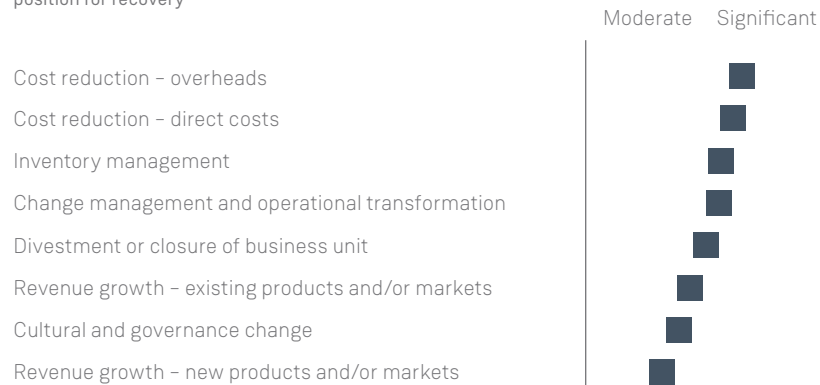 position for recovery
Moderate Significant
Cost reduction – overheads
Cost reduction – direct costs
Inventory management
Change management and operational transformation
Divestment or closure of business unit
Revenue growth – existing products and/or markets
Cultural and governance change
Revenue growth – new products and/or markets